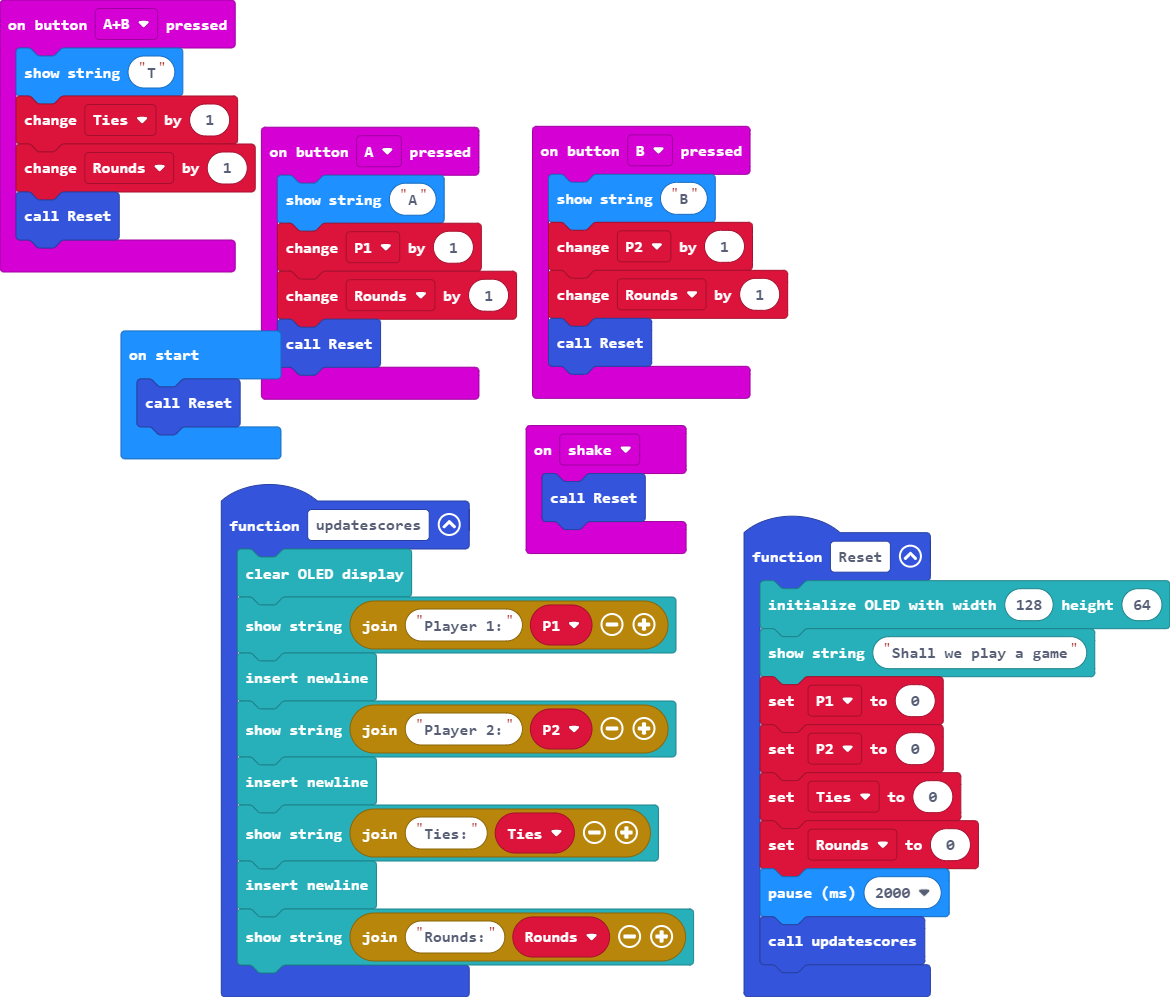 on button A+B pressed
show string "T"
change Ties by 1
change Rounds by 1
call Reset
on button A pressed
show string "A"
change P1 by 1
change Rounds by 1
call Reset
on button B pressed
show string "B"
change P2 by 1
change Rounds by 1
call Reset
on start
call Reset
on shake
call Reset
function updatescores
clear OLED display
show string join "Player 1:" P1
insert newline
show string join "Player 2:" P2
insert newline
show string join "Ties:" Ties
insert newline
show string join "Rounds:" Rounds
function Reset
initialize OLED with width 128 height 64
show string "Shall we play a game"
set P1 to 0
set P2 to 0
set Ties to 0
set Rounds to 0
pause (ms) 2000
call updatescores